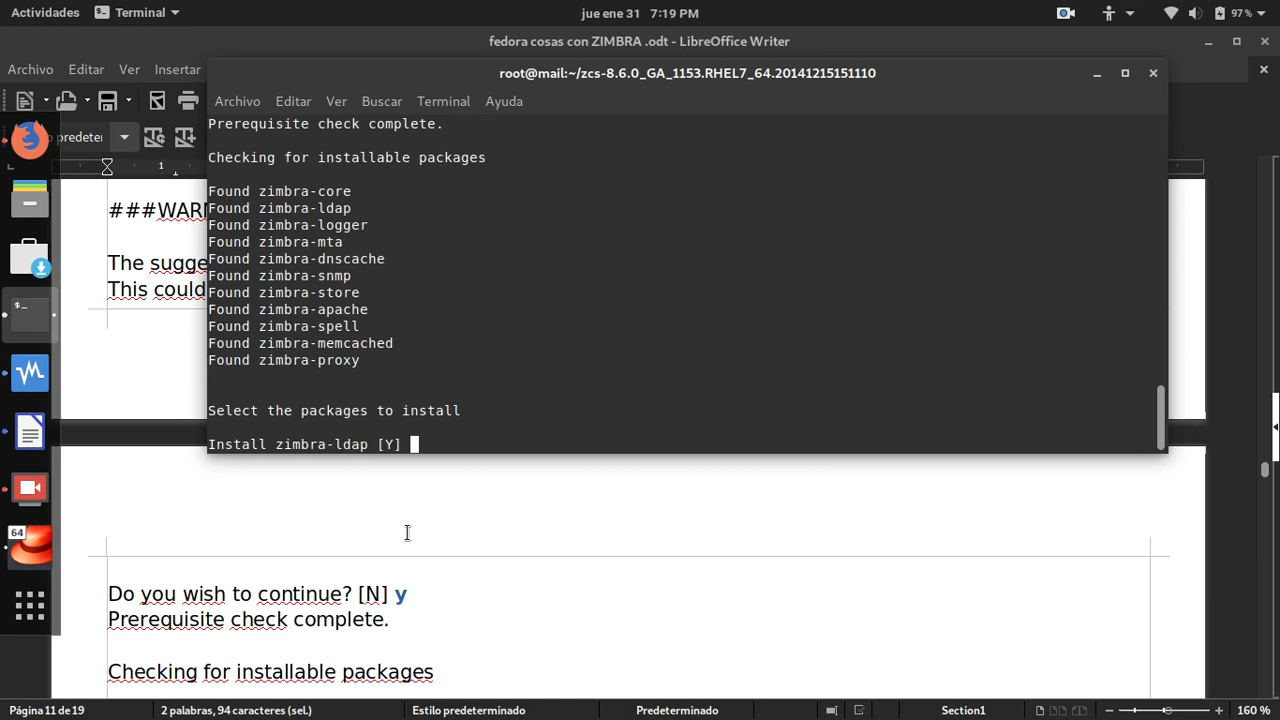 Actividades Terminal jue ene 31 7:19 PM 97%
fedora cosas con ZIMBRA .odt - LibreOffice Writer
Archivo Editar Ver Insertar
root@mail:~/zcs-8.6.0_GA_1153.RHEL7_64.20141215151110
Archivo Editar Ver Buscar Terminal Ayuda
predeter
1
Prerequisite check complete.
Checking for installable packages
Found zimbra-core
Found zimbra-ldap
Found zimbra-logger
Found zimbra-mta
Found zimbra-dnscache
Found zimbra-snmp
Found zimbra-store
Found zimbra-apache
Found zimbra-spell
Found zimbra-memcached
Found zimbra-proxy
Select the packages to install
Install zimbra-ldap [Y]
###WARN
The sugge
This could
64
Do you wish to continue? [N] y
Prerequisite check complete.
Checking for installable packages
Página 11 de 19 2 palabras, 94 caracteres (sel.) Estilo predeterminado Predeterminado Section1 160 %